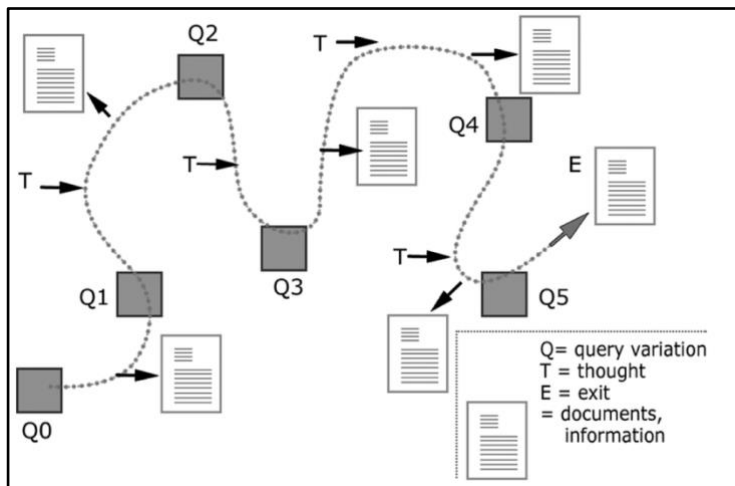 Q2
T
T
Q4
E
T
Q3
Q1
T
Q5
Q0
Q= query variation
T = thought
E = exit
= documents,
information